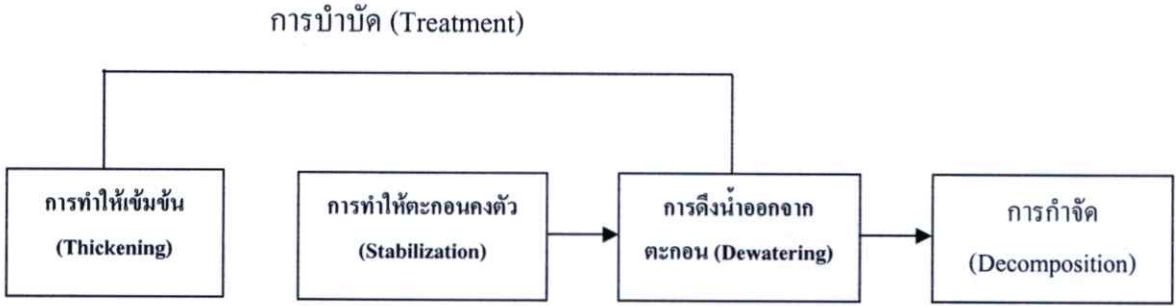 การบำบัด (Treatment)
การทำให้เข้มข้น
(Thickening)
การทำให้ตะกอนคงตัว
(Stabilization)
การดึงน้ำออกจาก
ตะกอน (Dewatering)
การกำจัด
(Decomposition)